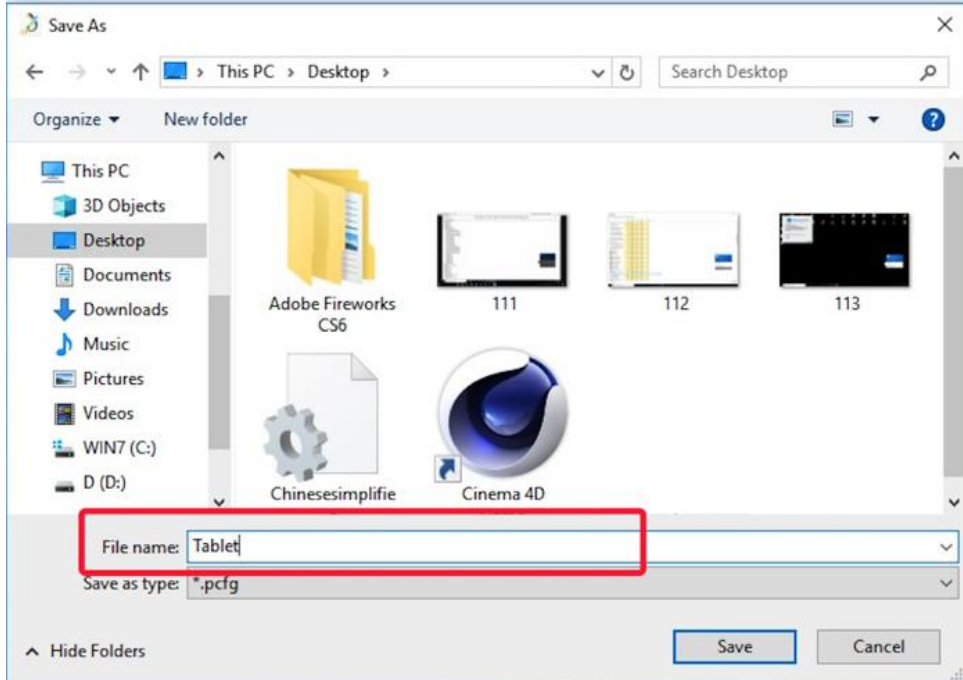 Save As
This PC > Desktop >
Search Desktop
Organize
New folder
This PC
3D Objects
Desktop
Documents
Downloads
Music
Pictures
Videos
WIN7 (C:)
D (D:)
Adobe Fireworks
CS6
111
112
113
Chinesesimplifie
Cinema 4D
File name: Tablet
Save as type: *.pcfg
Hide Folders
Save
Cancel